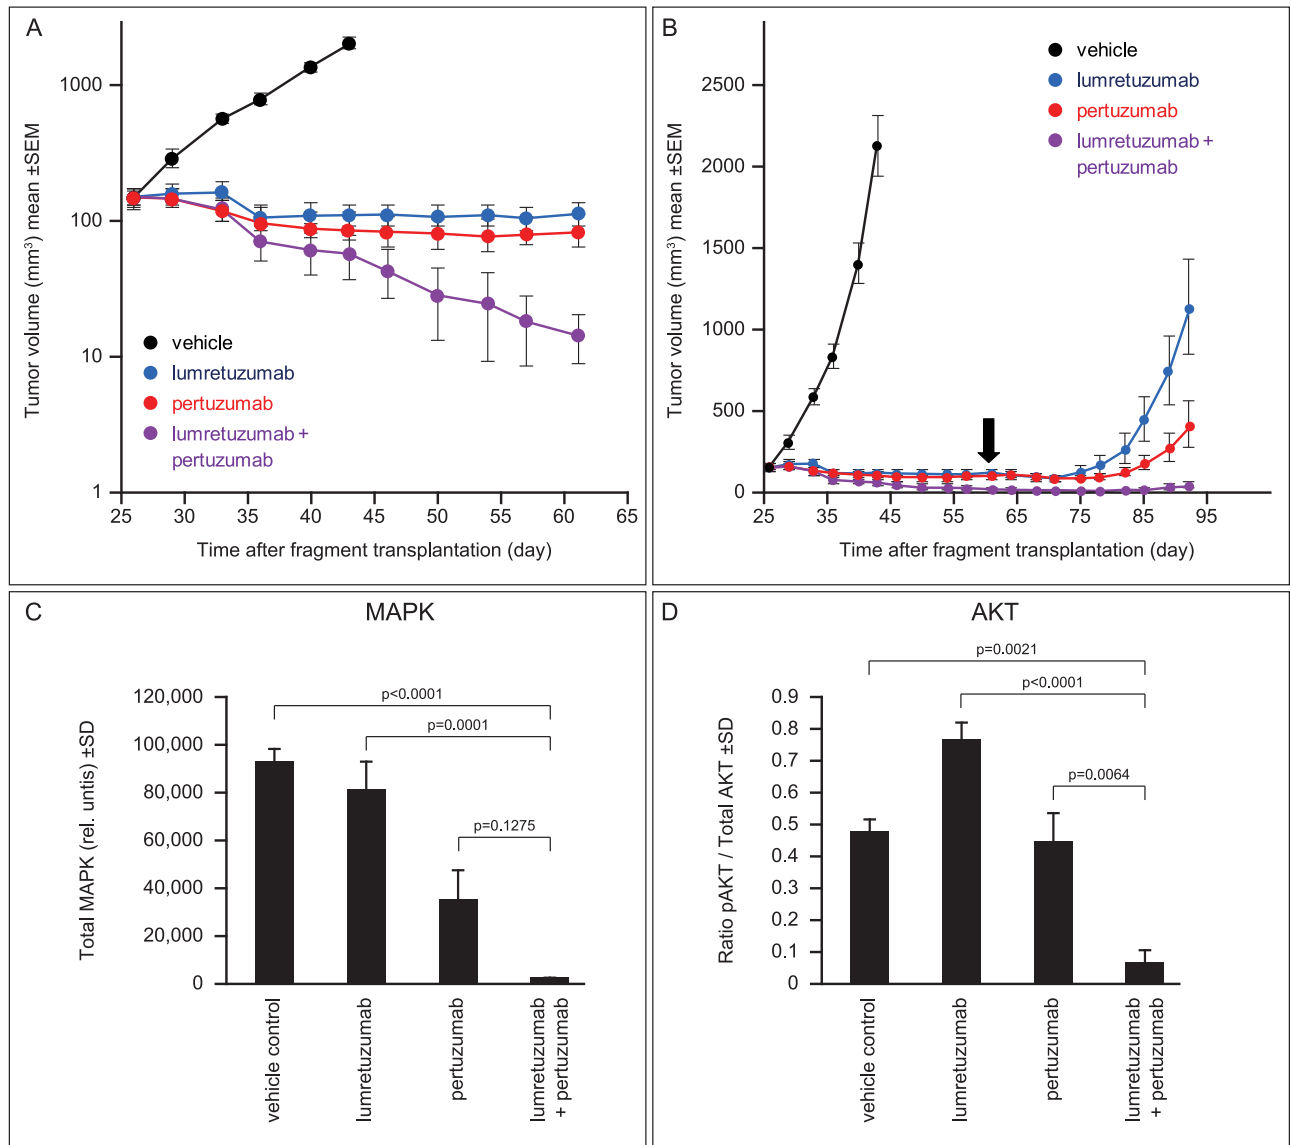 A
Tumor volume (mm³) mean ±SEM
1000
100
10
1
25 30 35 40 45 50 55 60 65
Time after fragment transplantation (day)
vehicle
lumretuzumab
pertuzumab
lumretuzumab +
pertuzumab
B
Tumor volume (mm³) mean ±SEM
2500
2000
1500
1000
500
0
25 35 45 55 65 75 85 95
Time after fragment transplantation (day)
vehicle
lumretuzumab
pertuzumab
lumretuzumab +
pertuzumab
C
MAPK
Total MAPK (rel. untis) ±SD
120,000
100,000
80,000
60,000
40,000
20,000
0
p<0.0001
p=0.0001
p=0.1275
vehicle control
lumretuzumab
pertuzumab
lumretuzumab
+ pertuzumab
D
AKT
Ratio pAKT / Total AKT ±SD
0.9
0.8
0.7
0.6
0.5
0.4
0.3
0.2
0.1
0
p=0.0021
p<0.0001
p=0.0064
vehicle control
lumretuzumab
pertuzumab
lumretuzumab
+ pertuzumab